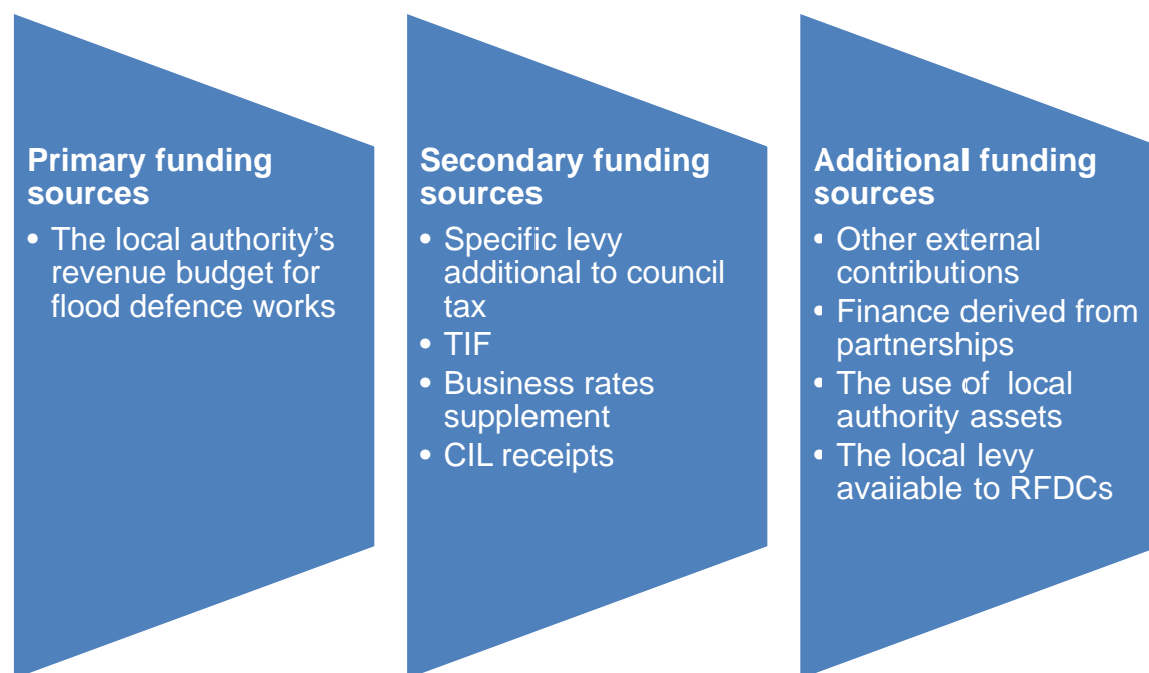 Primary funding
sources
• The local authority’s
revenue budget for
flood defence works
Secondary funding
sources
• Specific levy
additional to council
tax
• TIF
• Business rates
supplement
• CIL receipts
Additional funding
sources
• Other external
contributions
• Finance derived from
partnerships
• The use of  local
authority assets
• The local levy
available to RFDCs